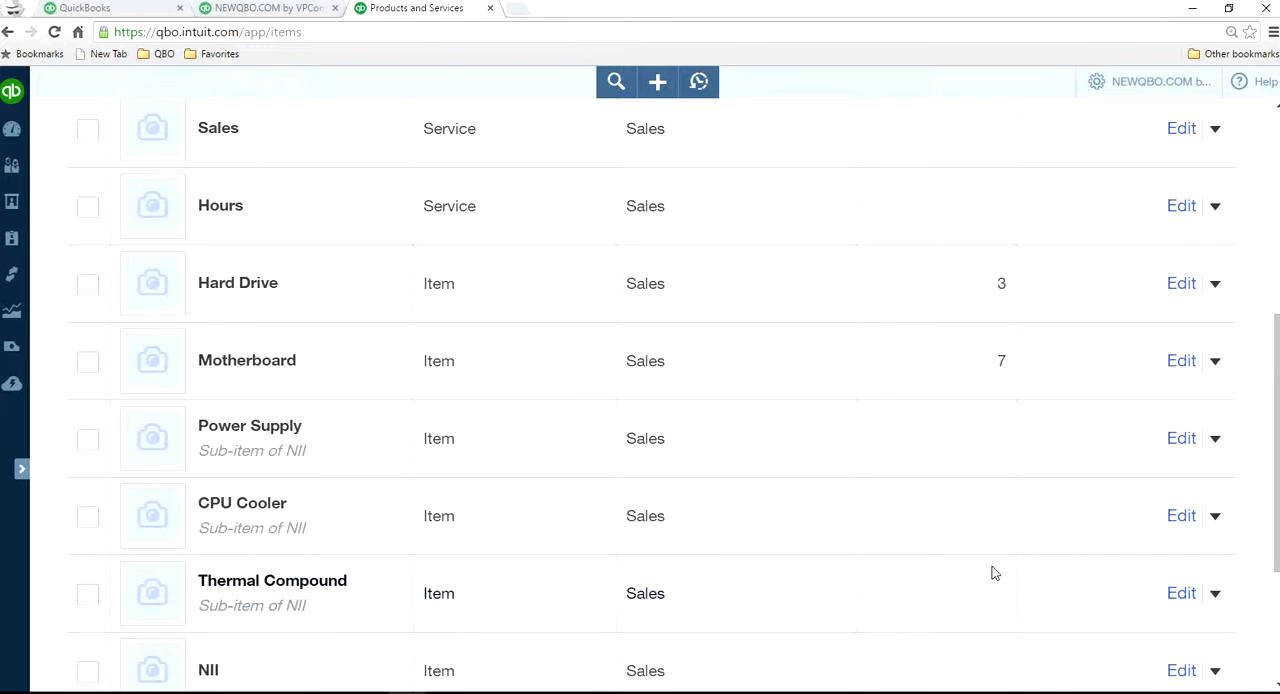 QuickBooks
NEWQBO.COM by VPCon
Products and Services
https://qbo.intuit.com/app/items
Bookmarks
New Tab
QBO
Favorites
Other bookmarks
qb
NEWQBO.COM b...
Help
Sales Service Sales Edit
Hours Service Sales Edit
Hard Drive Item Sales 3 Edit
Motherboard Item Sales 7 Edit
Power Supply
Sub-item of NII
Item Sales Edit
CPU Cooler
Sub-item of NII
Item Sales Edit
Thermal Compound
Sub-item of NII
Item Sales Edit
NII Item Sales Edit